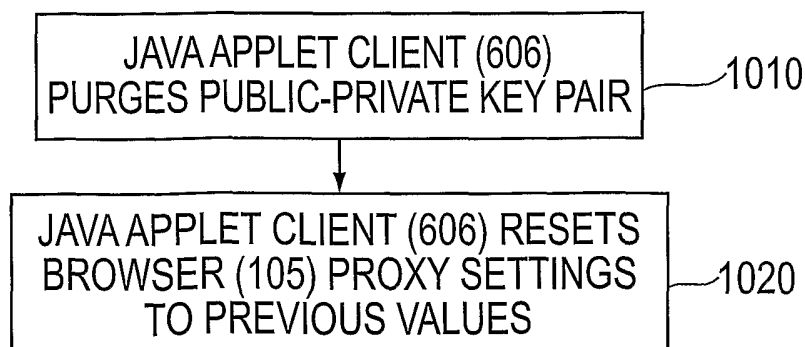 JAVA APPLET CLIENT (606)
PURGES PUBLIC-PRIVATE KEY PAIR
1010
JAVA APPLET CLIENT (606) RESETS
BROWSER (105) PROXY SETTINGS
TO PREVIOUS VALUES
1020